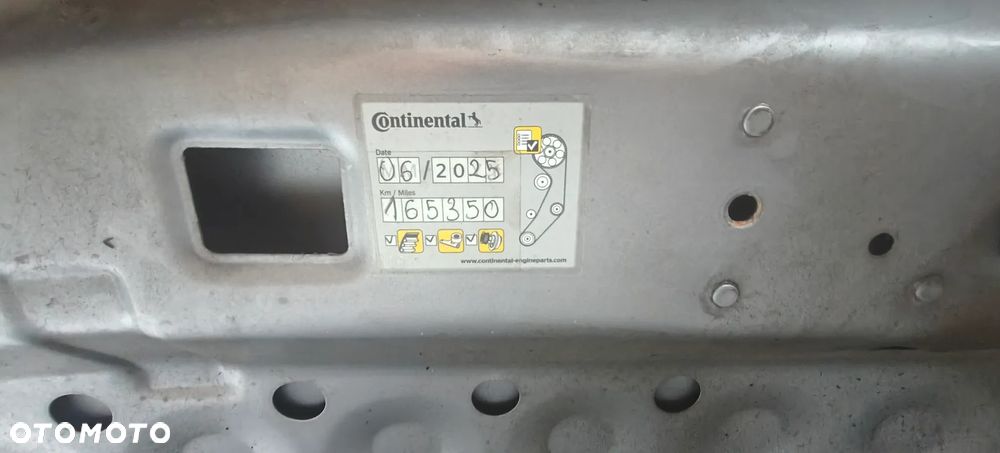 Continental
Date
06/2025
Km / Miles
165350
www.continental-engineparts.com
OTOMOTO